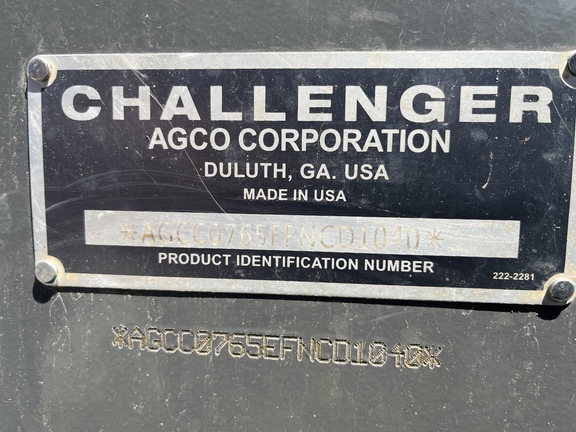 CHALLENGER
AGCO CORPORATION
DULUTH, GA. USA
MADE IN USA
*AGCC0765EFNCD1040*
PRODUCT IDENTIFICATION NUMBER
222-2281
*AGCC0765EFNCD1040*